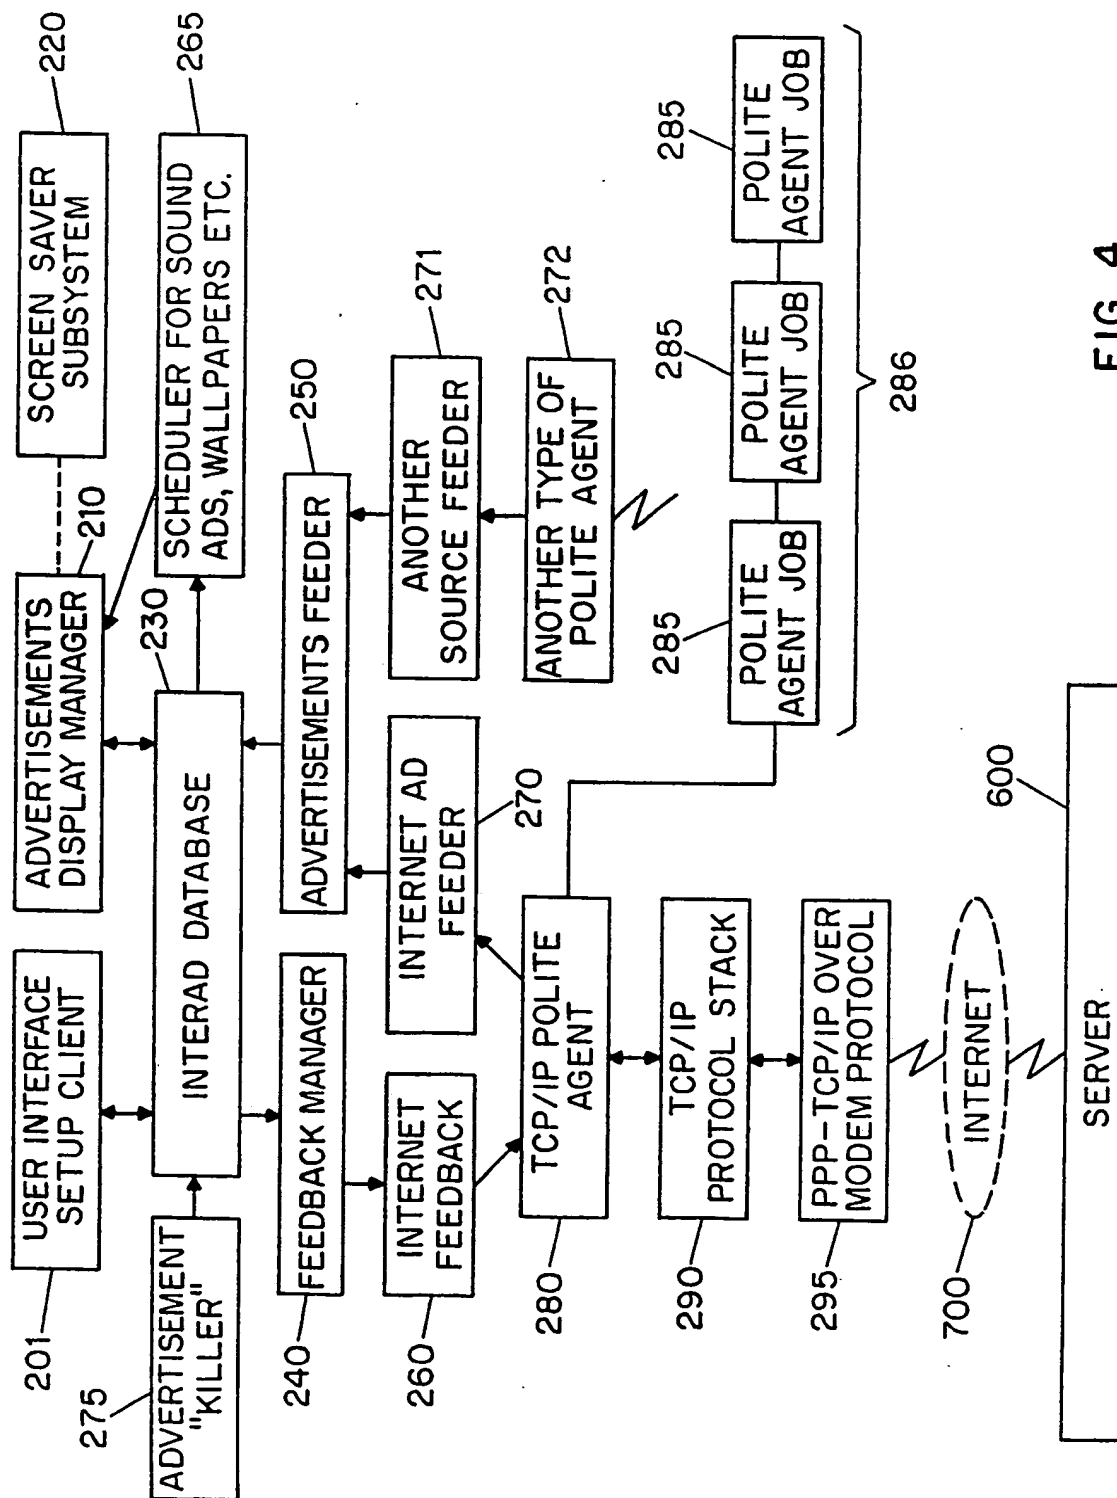 201
USER INTERFACE
SETUP CLIENT
ADVERTISEMENTS
DISPLAY MANAGER
210
SCREEN SAVER
SUBSYSTEM
220
275
ADVERTISEMENT
"KILLER"
INTERAD DATABASE
230
SCHEDULER FOR SOUND
ADS, WALLPAPERS ETC.
265
240
FEEDBACK MANAGER
ADVERTISEMENTS FEEDER
250
260
INTERNET
FEEDBACK
INTERNET AD
FEEDER
270
ANOTHER
SOURCE FEEDER
271
280
TCP/IP POLITE
AGENT
ANOTHER TYPE OF
POLITE AGENT
272
290
TCP/IP
PROTOCOL STACK
285
POLITE
AGENT JOB
285
POLITE
AGENT JOB
285
POLITE
AGENT JOB
286
295
PPP-TCP/IP OVER
MODEM PROTOCOL
700
INTERNET
600
SERVER
FIG. 4